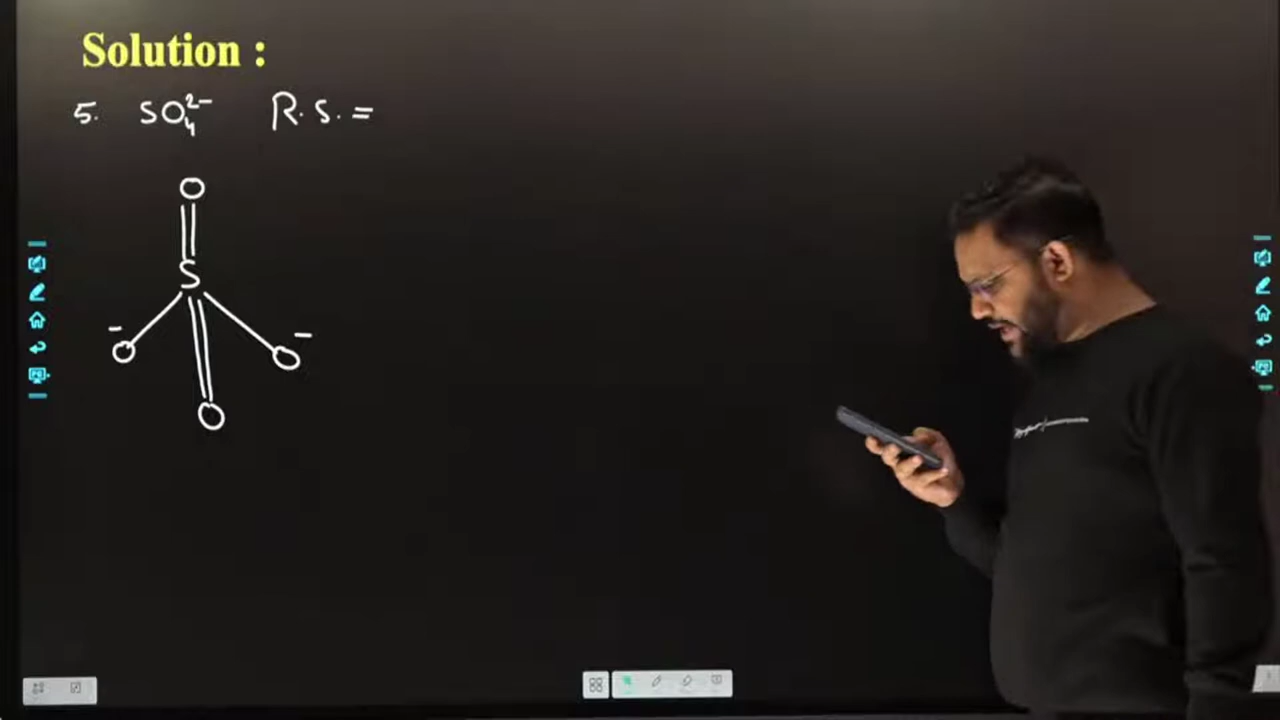 Solution :
5. SO₄²⁻ R.S. =
O
S
⁻O O⁻
O